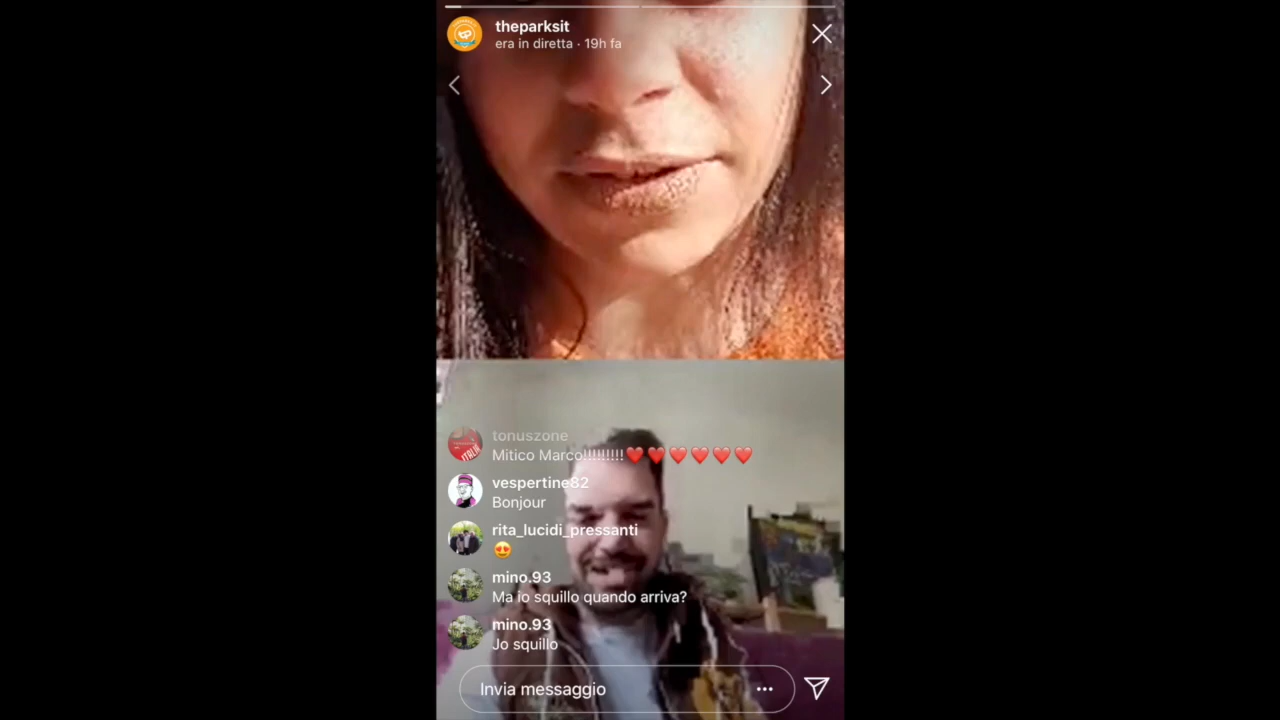 theparksit
era in diretta · 19h fa
tonuszone
Mitico Marco!!!!!!!!!❤️❤️❤️❤️❤️❤️
vespertine82
Bonjour
rita_lucidi_pressanti
😍
mino.93
Ma io squillo quando arriva?
mino.93
Jo squillo
Invia messaggio